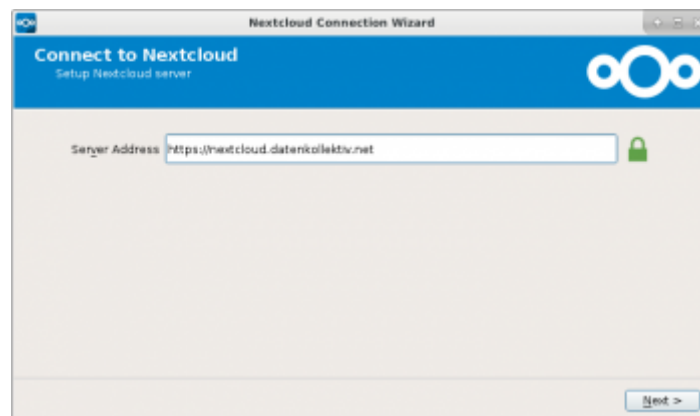 Nextcloud Connection Wizard
Connect to Nextcloud
Setup Nextcloud server
Server Address https://nextcloud.datenkollektiv.net
Next >